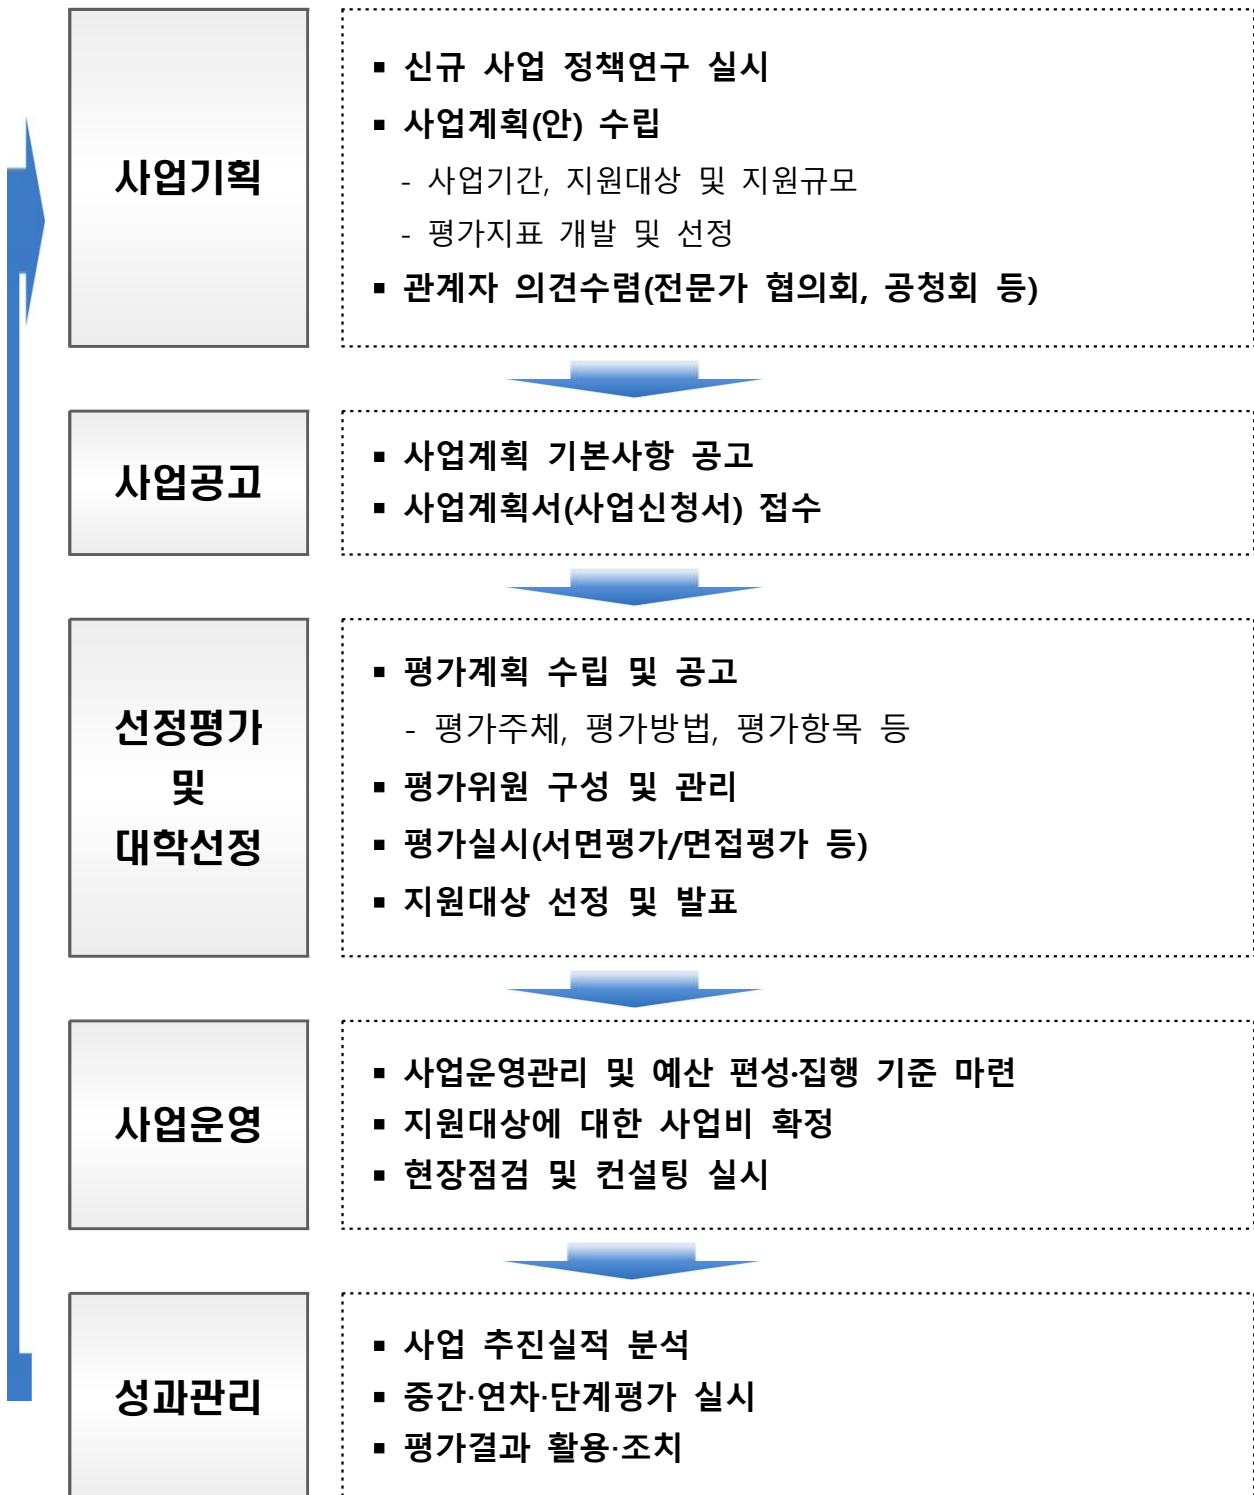 사업기획
▪ 신규 사업 정책연구 실시
▪ 사업계획(안) 수립
- 사업기간, 지원대상 및 지원규모
- 평가지표 개발 및 선정
▪ 관계자 의견수렴(전문가 협의회, 공청회 등)
사업공고
▪ 사업계획 기본사항 공고
▪ 사업계획서(사업신청서) 접수
선정평가
및
대학선정
▪ 평가계획 수립 및 공고
- 평가주체, 평가방법, 평가항목 등
▪ 평가위원 구성 및 관리
▪ 평가실시(서면평가/면접평가 등)
▪ 지원대상 선정 및 발표
사업운영
▪ 사업운영관리 및 예산 편성·집행 기준 마련
▪ 지원대상에 대한 사업비 확정
▪ 현장점검 및 컨설팅 실시
성과관리
▪ 사업 추진실적 분석
▪ 중간·연차·단계평가 실시
▪ 평가결과 활용·조치